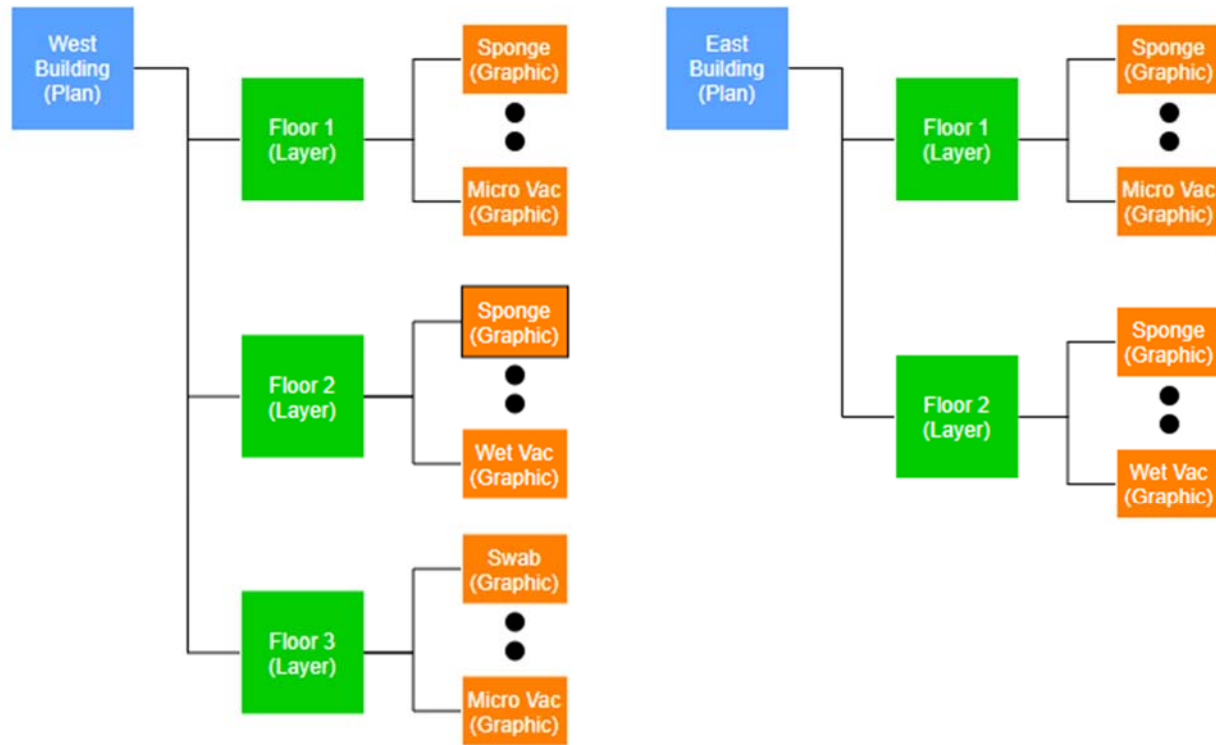 West
Building
(Plan)
Floor 1
(Layer)
Sponge
(Graphic)
Micro Vac
(Graphic)
Floor 2
(Layer)
Sponge
(Graphic)
Wet Vac
(Graphic)
Floor 3
(Layer)
Swab
(Graphic)
Micro Vac
(Graphic)
East
Building
(Plan)
Floor 1
(Layer)
Sponge
(Graphic)
Micro Vac
(Graphic)
Floor 2
(Layer)
Sponge
(Graphic)
Wet Vac
(Graphic)